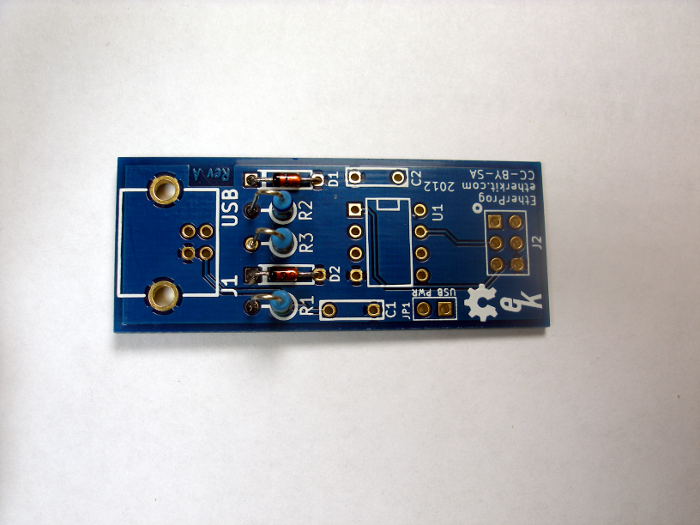 Rev A
USB
J1
D1
R2
R3
D2
R1
C2
U1
C1
JP1
USB PWR
J2
EtherProg
etherkit.com 2012
CC-BY-SA
ek